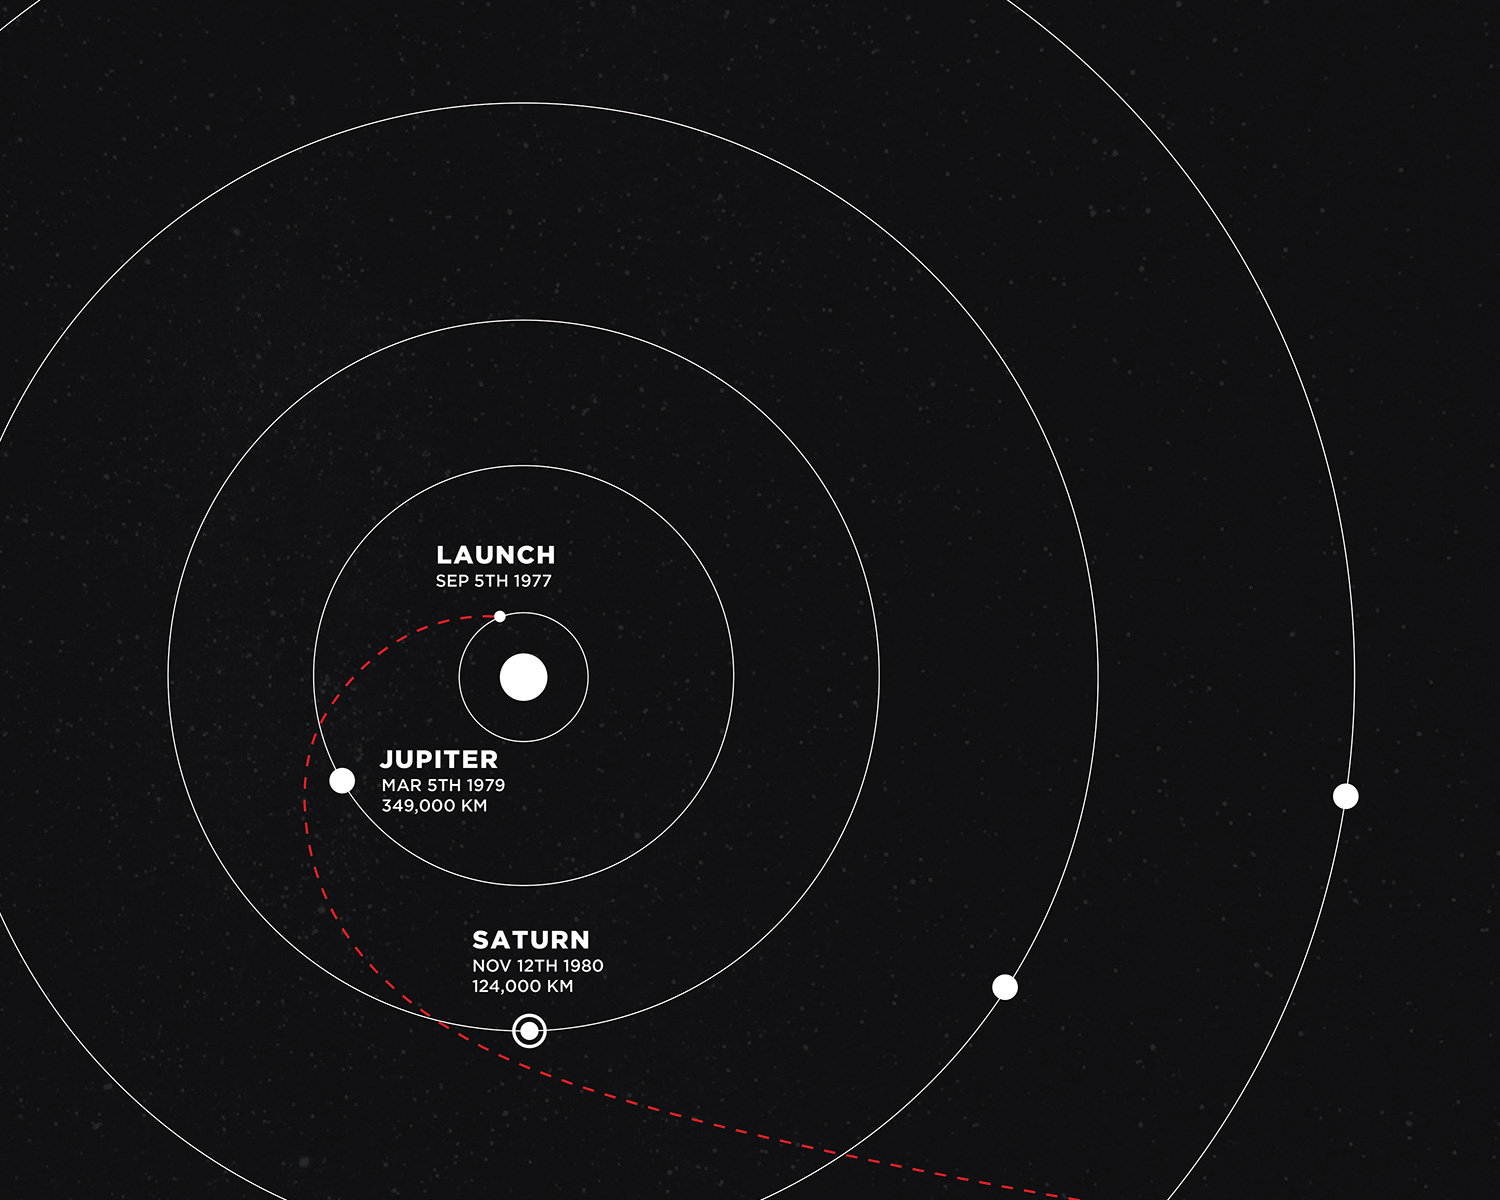 LAUNCH
SEP 5TH 1977
JUPITER
MAR 5TH 1979
349,000 KM
SATURN
NOV 12TH 1980
124,000 KM